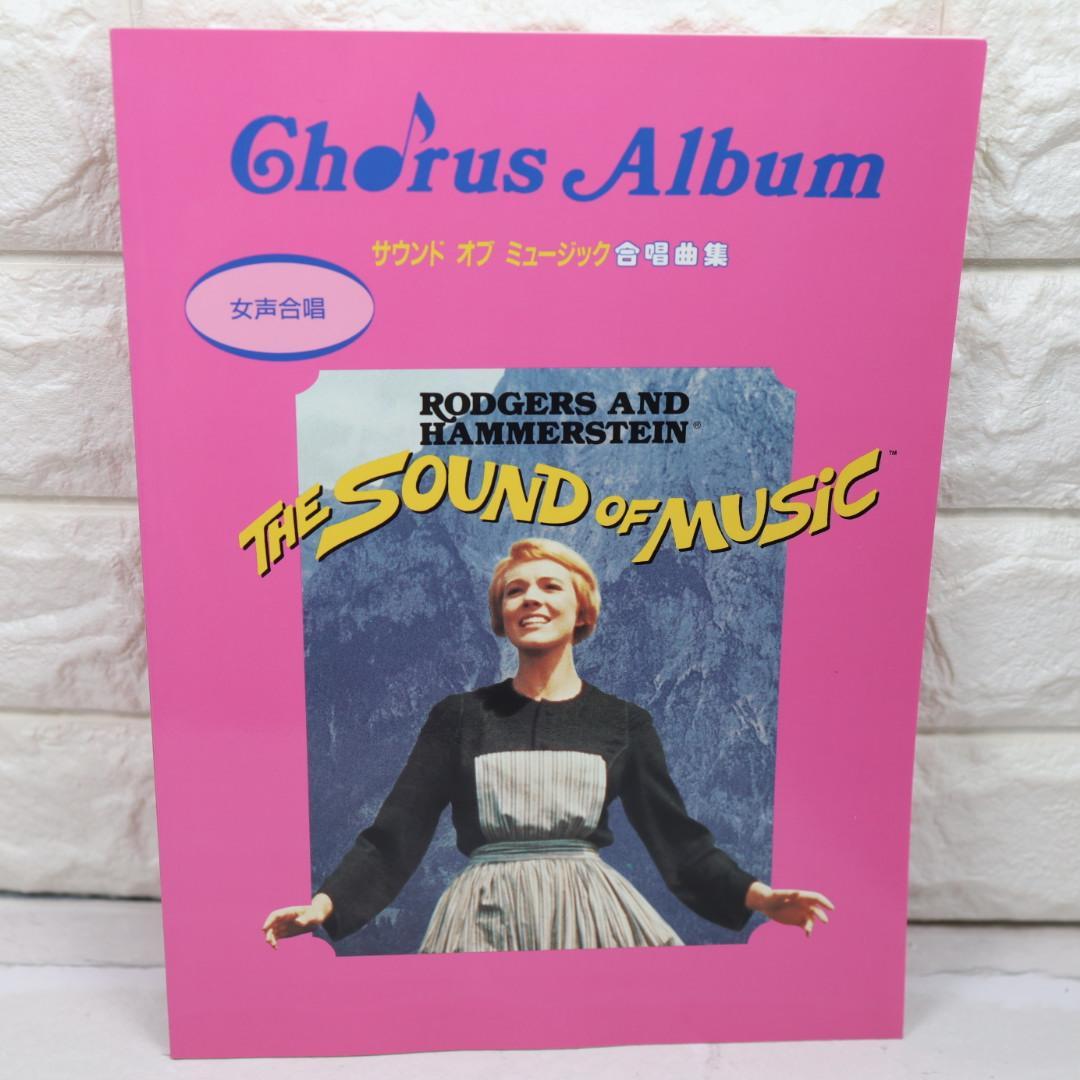 Chorus Album
サウンド オブ ミュージック合唱曲集
女声合唱
RODGERS AND
HAMMERSTEIN®
THE SOUND OF MUSIC™